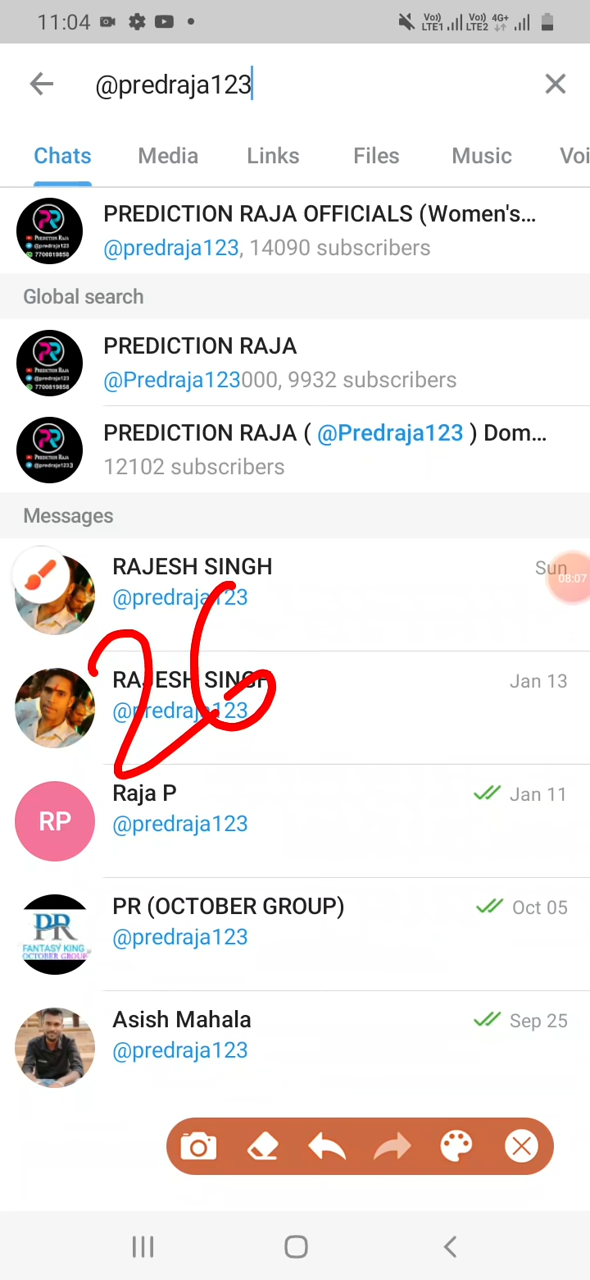 11:04 Vo)) LTE1 Vo)) LTE2 4G+
@predraja123
Chats Media Links Files Music Voi
PREDICTION RAJA OFFICIALS (Women's...
@predraja123, 14090 subscribers
Global search
PREDICTION RAJA
@Predraja123000, 9932 subscribers
PREDICTION RAJA ( @Predraja123 ) Dom...
12102 subscribers
Messages
RAJESH SINGH Sun
@predraja123
08:07
26
RAJESH SINGH Jan 13
@predraja123
RP
Raja P Jan 11
@predraja123
PR (OCTOBER GROUP) Oct 05
@predraja123
PR
FANTASY KING
OCTOBER GROUP
Asish Mahala Sep 25
@predraja123